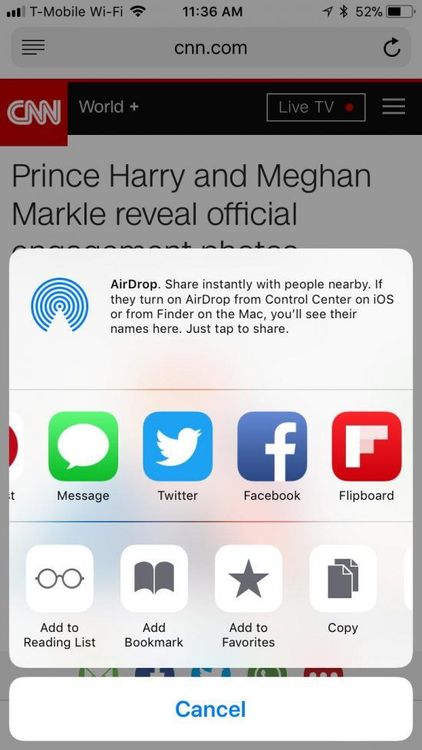 T-Mobile Wi-Fi 11:36 AM 52%
cnn.com
CNN World + Live TV
Prince Harry and Meghan
Markle reveal official
engagement photos
AirDrop. Share instantly with people nearby. If
they turn on AirDrop from Control Center on iOS
or from Finder on the Mac, you'll see their
names here. Just tap to share.
Message Twitter Facebook Flipboard
Add to Add Add to Copy
Reading List Bookmark Favorites
Cancel